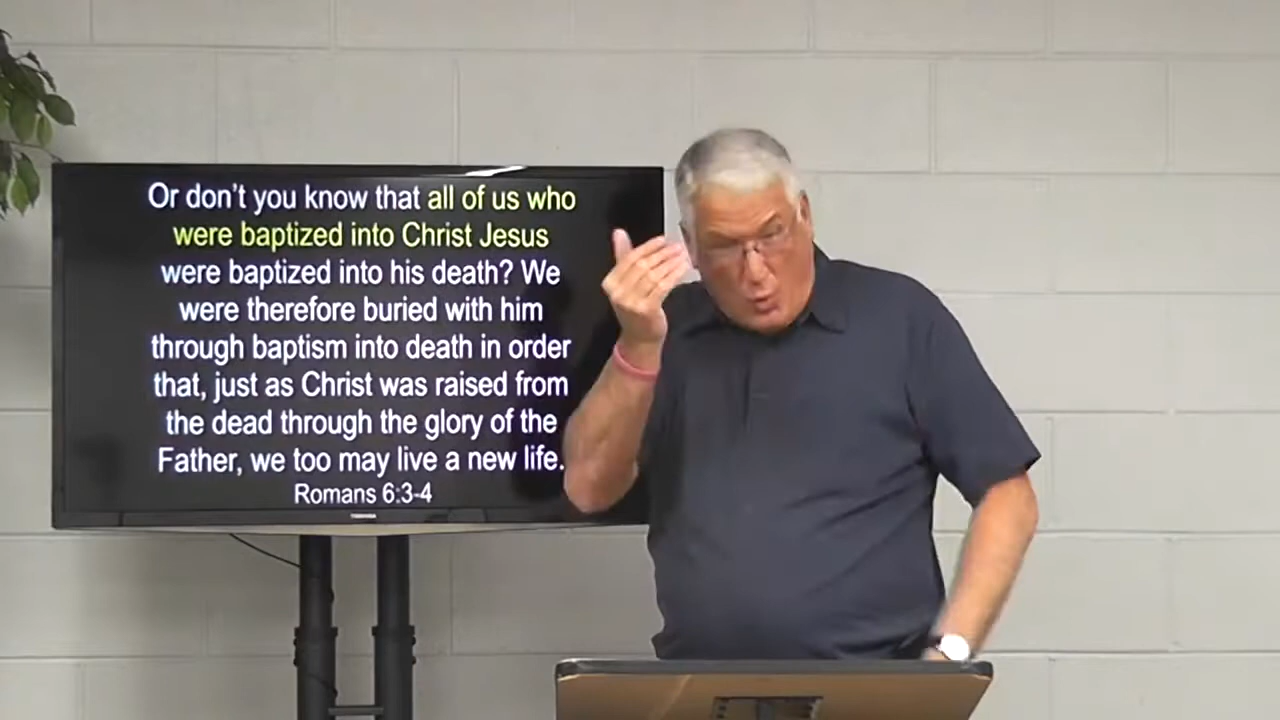 Or don't you know that all of us who
were baptized into Christ Jesus
were baptized into his death? We
were therefore buried with him
through baptism into death in order
that, just as Christ was raised from
the dead through the glory of the
Father, we too may live a new life.
Romans 6:3-4
TOSHIBA